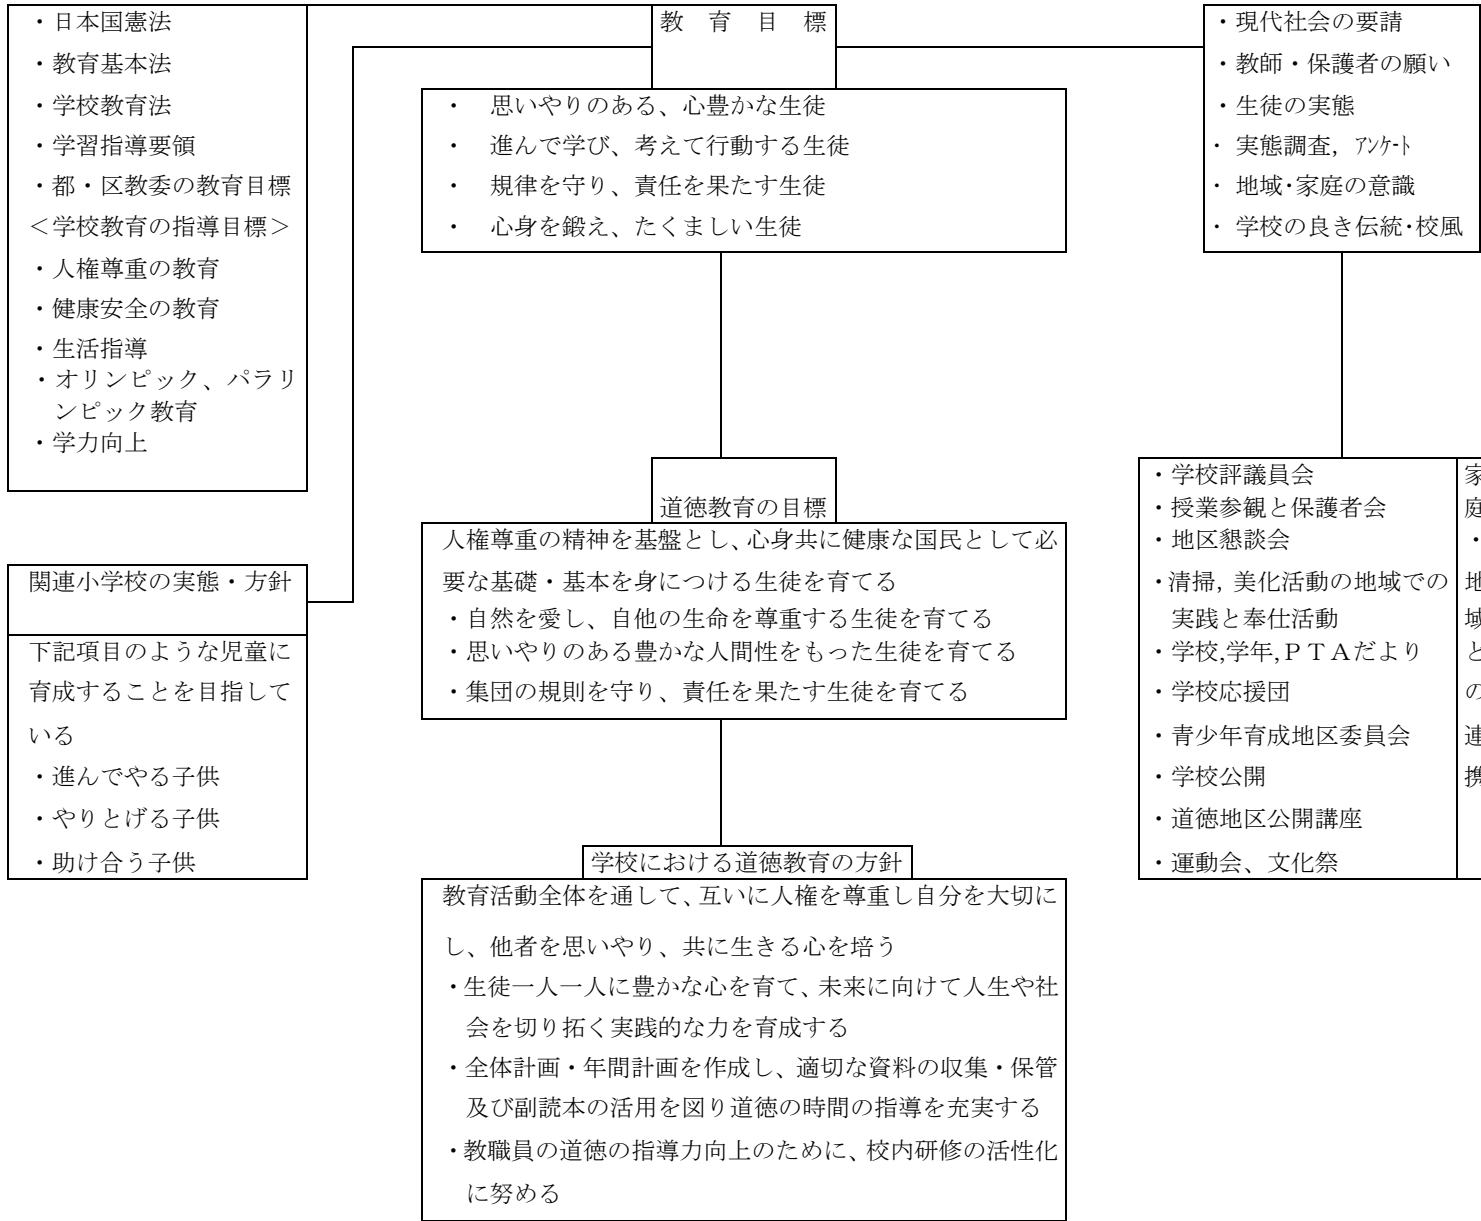 ・日本国憲法
・教育基本法
・学校教育法
・学習指導要領
・都・区教委の教育目標
＜学校教育の指導目標＞
・人権尊重の教育
・健康安全の教育
・生活指導
・オリンピック、パラリ
ンピック教育
・学力向上
教　育　目　標
・　思いやりのある、心豊かな生徒
・　進んで学び、考えて行動する生徒
・　規律を守り、責任を果たす生徒
・　心身を鍛え、たくましい生徒
・現代社会の要請
・教師・保護者の願い
・生徒の実態
・ 実態調査，ｱﾝｹｰﾄ
・ 地域･家庭の意識
・ 学校の良き伝統･校風
関連小学校の実態・方針
下記項目のような児童に
育成することを目指して
いる
・進んでやる子供
・やりとげる子供
・助け合う子供
道徳教育の目標
人権尊重の精神を基盤とし、心身共に健康な国民として必
要な基礎・基本を身につける生徒を育てる
・自然を愛し、自他の生命を尊重する生徒を育てる
・思いやりのある豊かな人間性をもった生徒を育てる
・集団の規則を守り、責任を果たす生徒を育てる
・学校評議員会
・授業参観と保護者会
・地区懇談会
・清掃，美化活動の地域での
実践と奉仕活動
・学校,学年,ＰＴＡだより
・学校応援団
・青少年育成地区委員会
・学校公開
・道徳地区公開講座
・運動会、文化祭
家
庭
・
地
域
と
の
連
携
学校における道徳教育の方針
教育活動全体を通して、互いに人権を尊重し自分を大切に
し、他者を思いやり、共に生きる心を培う
・生徒一人一人に豊かな心を育て、未来に向けて人生や社
会を切り拓く実践的な力を育成する
・全体計画・年間計画を作成し、適切な資料の収集・保管
及び副読本の活用を図り道徳の時間の指導を充実する
・教職員の道徳の指導力向上のために、校内研修の活性化
に努める